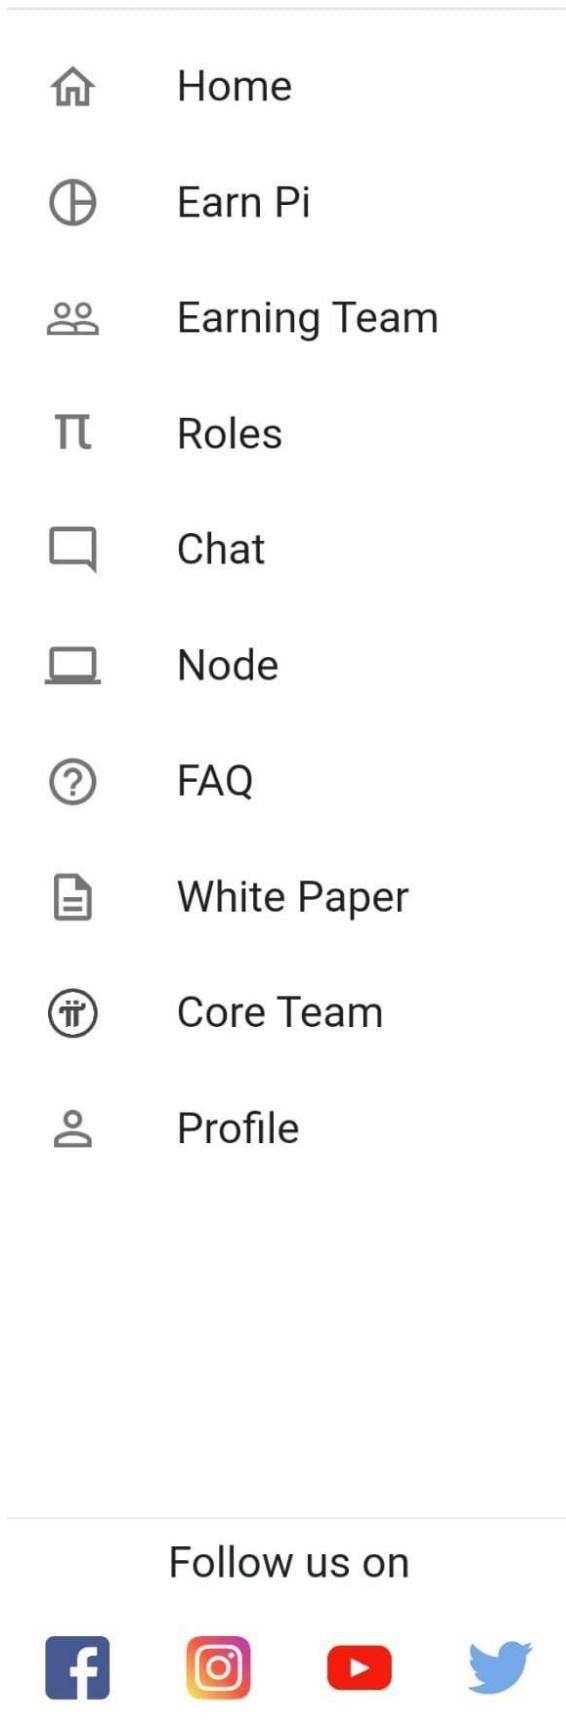 Home
Earn Pi
Earning Team
Roles
Chat
Node
FAQ
White Paper
Core Team
Profile
Follow us on